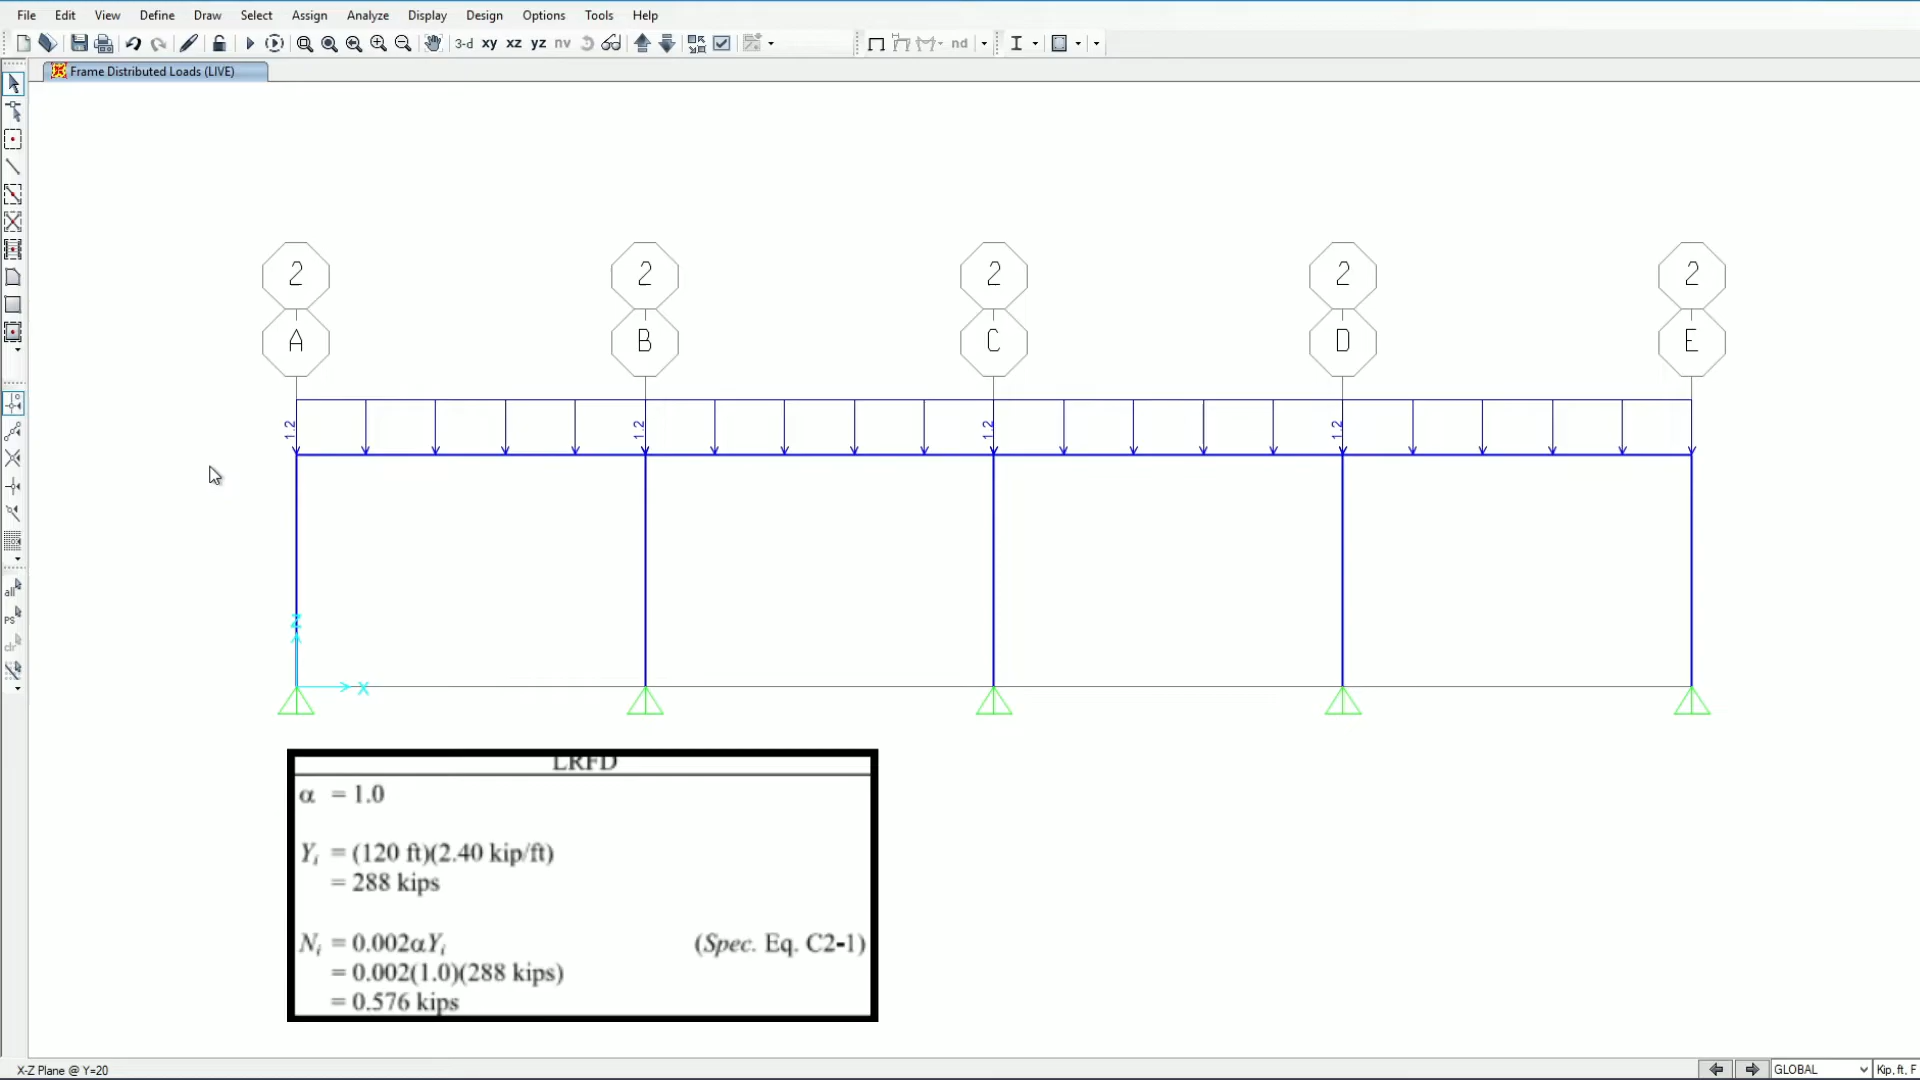 File Edit View Define Draw Select Assign Analyze Display Design Options Tools Help
3-d xy xz yz nv nd
Frame Distributed Loads (LIVE)
2 2 2 2 2
A B C D E
1.2 1.2 1.2 1.2
Z
X
all
PS
clr
LRFD
α = 1.0
Yᵢ = (120 ft)(2.40 kip/ft)
= 288 kips
Nᵢ = 0.002αYᵢ (Spec. Eq. C2-1)
= 0.002(1.0)(288 kips)
= 0.576 kips
X-Z Plane @ Y=20
GLOBAL
Kip, ft, F